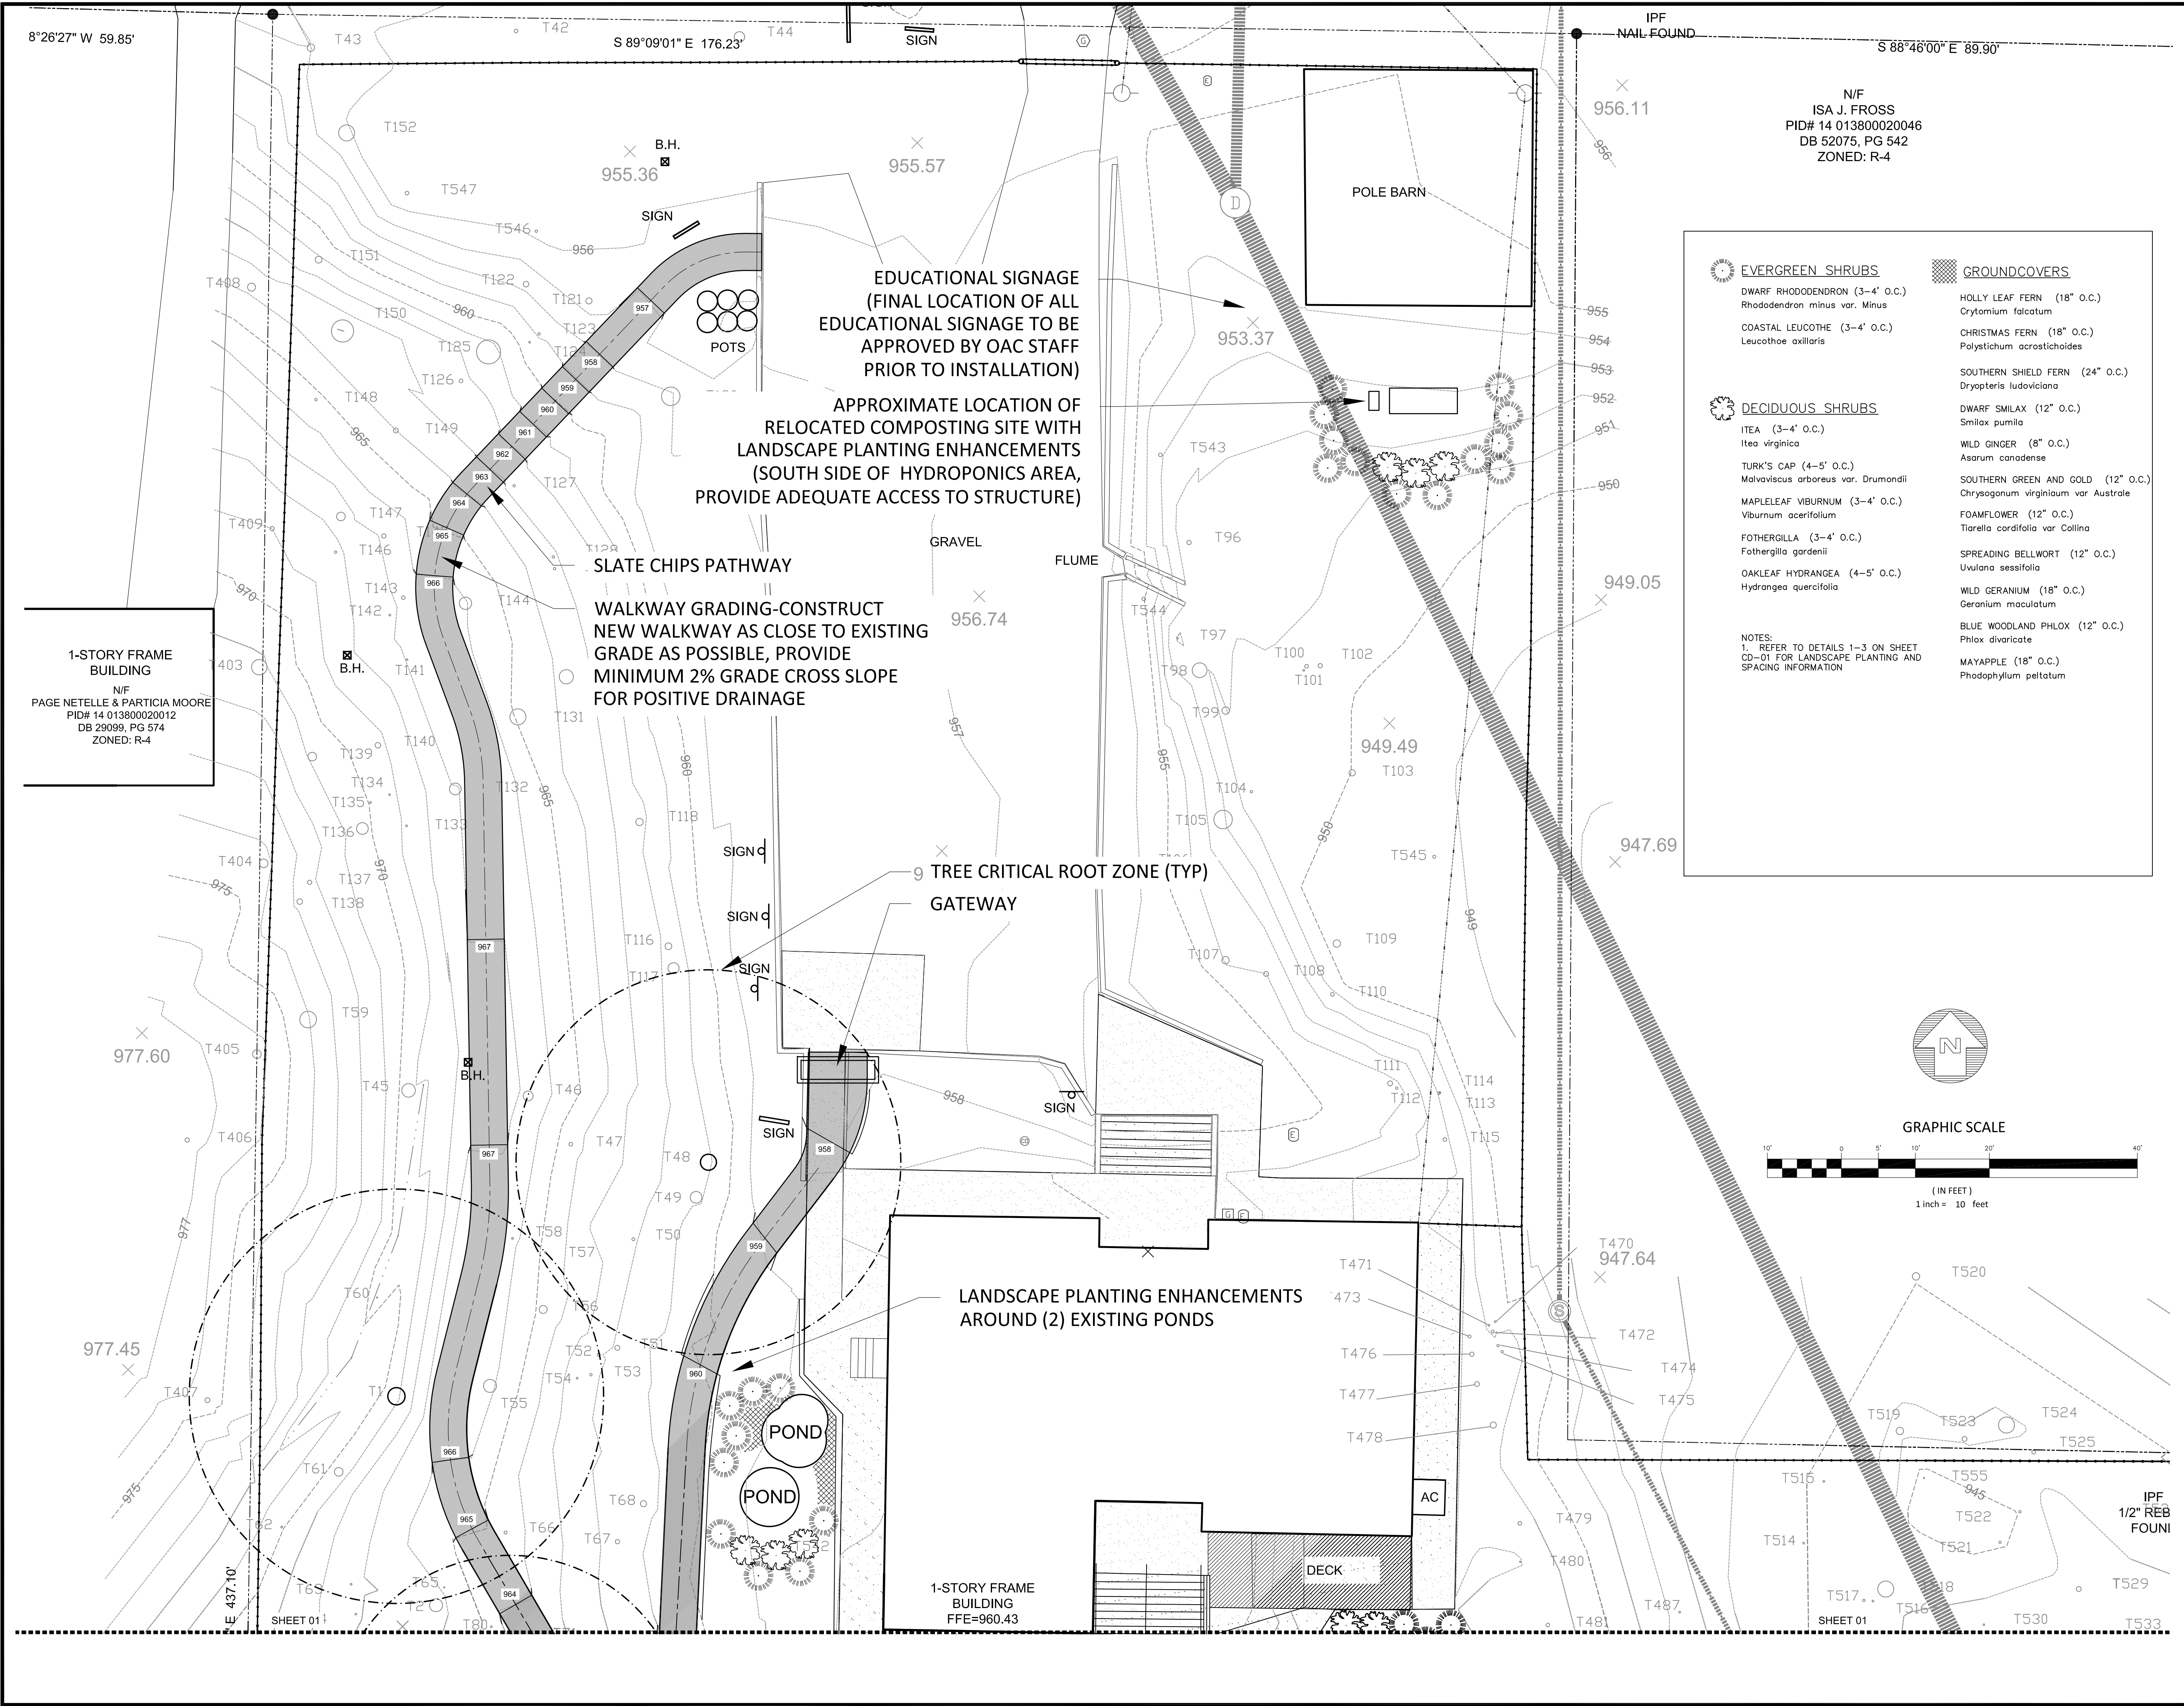 8°26'27" W 59.85'
T43
T42
S 89°09'01" E 176.23'
T44
SIGN
G
IPF
NAIL FOUND
S 88°46'00" E 89.90'
E
956.11
N/F
ISA J. FROSS
PID# 14 013800020046
DB 52075, PG 542
ZONED: R-4
956
T152
B.H.
955.36
955.57
POLE BARN
T547
SIGN
T546
956
D
T151
T408
T122
T121
957
T150
960
T123
POTS
T125
958
T126
959
960
T148
T149
961
962
965
963
T127
964
T409
T147
965
T146
966
T143
T142
T144
970
EDUCATIONAL SIGNAGE
(FINAL LOCATION OF ALL
EDUCATIONAL SIGNAGE TO BE
APPROVED BY OAC STAFF
PRIOR TO INSTALLATION)
953.37
955
954
953
952
951
950
APPROXIMATE LOCATION OF
RELOCATED COMPOSTING SITE WITH
LANDSCAPE PLANTING ENHANCEMENTS
(SOUTH SIDE OF HYDROPONICS AREA,
PROVIDE ADEQUATE ACCESS TO STRUCTURE)
T543
T96
GRAVEL
FLUME
SLATE CHIPS PATHWAY
WALKWAY GRADING-CONSTRUCT
NEW WALKWAY AS CLOSE TO EXISTING
GRADE AS POSSIBLE, PROVIDE
MINIMUM 2% GRADE CROSS SLOPE
FOR POSITIVE DRAINAGE
956.74
949.05
T544
T97
T98
T100
T102
T101
T99
949.49
T103
EVERGREEN SHRUBS
DWARF RHODODENDRON (3-4' O.C.)
Rhododendron minus var. Minus
COASTAL LEUCOTHE (3-4' O.C.)
Leucothoe axillaris
DECIDUOUS SHRUBS
ITEA (3-4' O.C.)
Itea virginica
TURK'S CAP (4-5' O.C.)
Malvaviscus arboreus var. Drumondii
MAPLELEAF VIBURNUM (3-4' O.C.)
Viburnum acerifolium
FOTHERGILLA (3-4' O.C.)
Fothergilla gardenii
OAKLEAF HYDRANGEA (4-5' O.C.)
Hydrangea quercifolia
NOTES:
1. REFER TO DETAILS 1-3 ON SHEET
CD-01 FOR LANDSCAPE PLANTING AND
SPACING INFORMATION
GROUNDCOVERS
HOLLY LEAF FERN (18" O.C.)
Crytomium falcatum
CHRISTMAS FERN (18" O.C.)
Polystichum acrostichoides
SOUTHERN SHIELD FERN (24" O.C.)
Dryopteris ludoviciana
DWARF SMILAX (12" O.C.)
Smilax pumila
WILD GINGER (8" O.C.)
Asarum canadense
SOUTHERN GREEN AND GOLD (12" O.C.)
Chrysogonum virginiaum var Australe
FOAMFLOWER (12" O.C.)
Tiarella cordifolia var Collina
SPREADING BELLWORT (12" O.C.)
Uvulana sessifolia
WILD GERANIUM (18" O.C.)
Geranium maculatum
BLUE WOODLAND PHLOX (12" O.C.)
Phlox divaricate
MAYAPPLE (18" O.C.)
Phodophyllum peltatum
1-STORY FRAME
BUILDING
N/F
PAGE NETELLE & PARTICIA MOORE
PID# 14 013800020012
DB 29099, PG 574
ZONED: R-4
T403
B.H.
T141
T131
T140
T139
T134
T135
T136
T133
T132
965
960
957
955
T118
T104
T105
950
T545
947.69
T404
975
970
T137
T138
SIGN
SIGN
SIGN
9 TREE CRITICAL ROOT ZONE (TYP)
GATEWAY
T116
T117
967
T107
T108
T109
T110
949
T59
977.60
T405
T45
B.H.
T46
T406
T47
967
T48
T49
T50
SIGN
958
958
SIGN
E
T111
T112
T114
T113
T115
N
GRAPHIC SCALE
10' 0 5' 10' 20' 40'
( IN FEET )
1 inch = 10 feet
977
T58
T57
959
G E
T470
947.64
T471
473
T472
T476
T474
T477
T475
T478
S
T520
T60
T56
T51
T52
T53
T54
T55
977.45
T407
T1
960
LANDSCAPE PLANTING ENHANCEMENTS
AROUND (2) EXISTING PONDS
POND
POND
966
965
964
T61
T62
975
T68
T66
T67
T63
T65
T2
T80
E 437.10'
SHEET 01
1-STORY FRAME
BUILDING
FFE=960.43
DECK
AC
T479
T480
T481
T487
T519
T523
T524
T525
T515
T555
945
T522
T521
T514
T517
T516
T529
T530
T533
IPF
1/2" REB
FOUN
SHEET 01